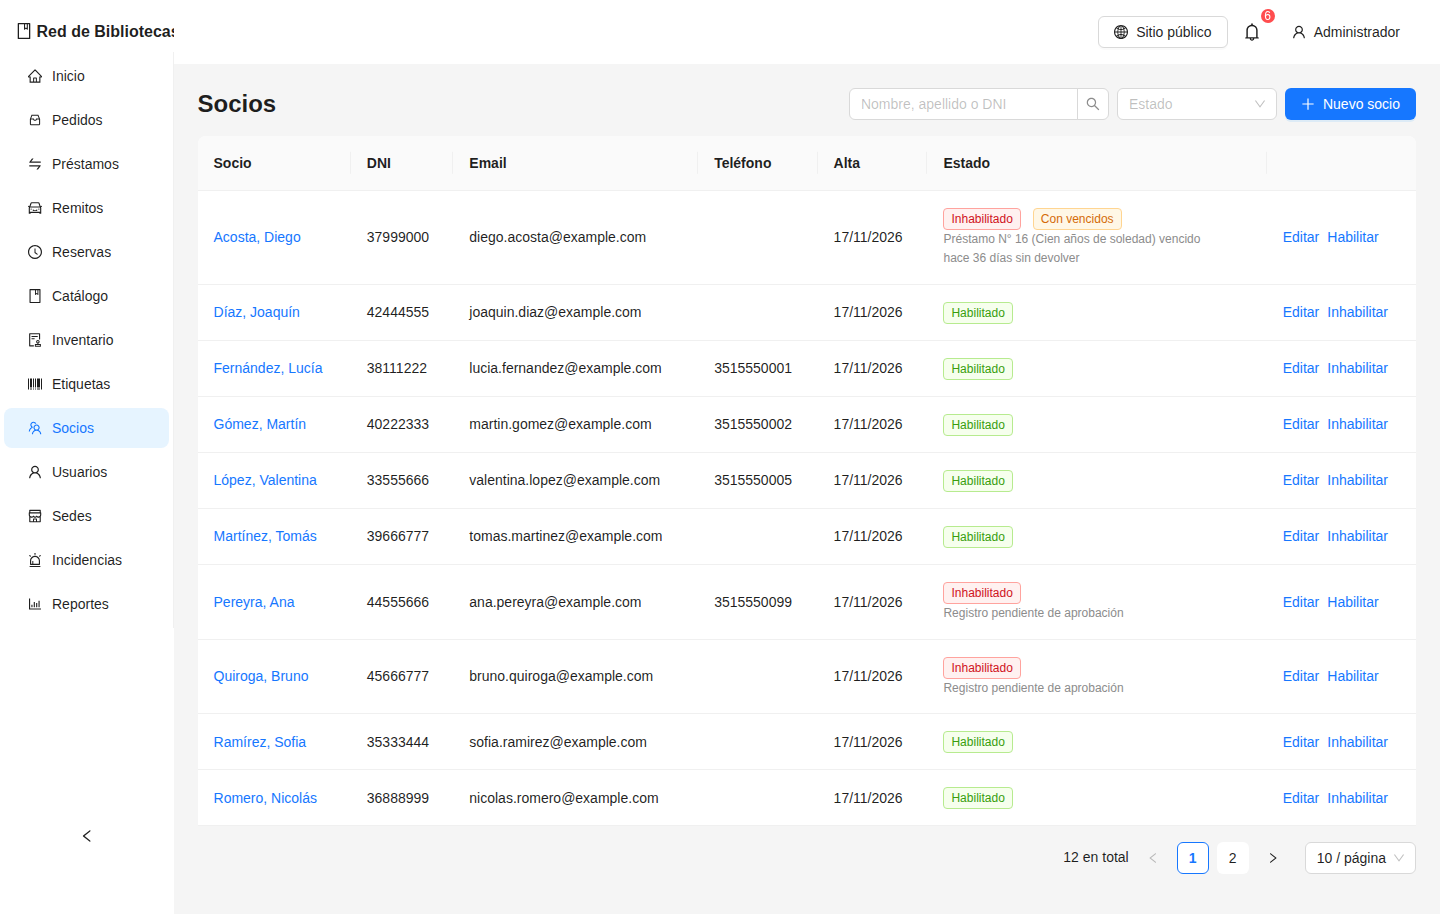 Red de Bibliotecas
Sitio público
6
Administrador
Inicio
Pedidos
Préstamos
Remitos
Reservas
Catálogo
Inventario
Etiquetas
Socios
Usuarios
Sedes
Incidencias
Reportes
Socios
Nombre, apellido o DNI
Estado
Nuevo socio
Socio DNI Email Teléfono Alta Estado
Acosta, Diego 37999000 diego.acosta@example.com 17/11/2026 Inhabilitado Con vencidos
Préstamo N° 16 (Cien años de soledad) vencido
hace 36 días sin devolver
Editar Habilitar
Díaz, Joaquín 42444555 joaquin.diaz@example.com 17/11/2026 Habilitado Editar Inhabilitar
Fernández, Lucía 38111222 lucia.fernandez@example.com 3515550001 17/11/2026 Habilitado Editar Inhabilitar
Gómez, Martín 40222333 martin.gomez@example.com 3515550002 17/11/2026 Habilitado Editar Inhabilitar
López, Valentina 33555666 valentina.lopez@example.com 3515550005 17/11/2026 Habilitado Editar Inhabilitar
Martínez, Tomás 39666777 tomas.martinez@example.com 17/11/2026 Habilitado Editar Inhabilitar
Pereyra, Ana 44555666 ana.pereyra@example.com 3515550099 17/11/2026 Inhabilitado
Registro pendiente de aprobación
Editar Habilitar
Quiroga, Bruno 45666777 bruno.quiroga@example.com 17/11/2026 Inhabilitado
Registro pendiente de aprobación
Editar Habilitar
Ramírez, Sofia 35333444 sofia.ramirez@example.com 17/11/2026 Habilitado Editar Inhabilitar
Romero, Nicolás 36888999 nicolas.romero@example.com 17/11/2026 Habilitado Editar Inhabilitar
12 en total 1 2 10 / página